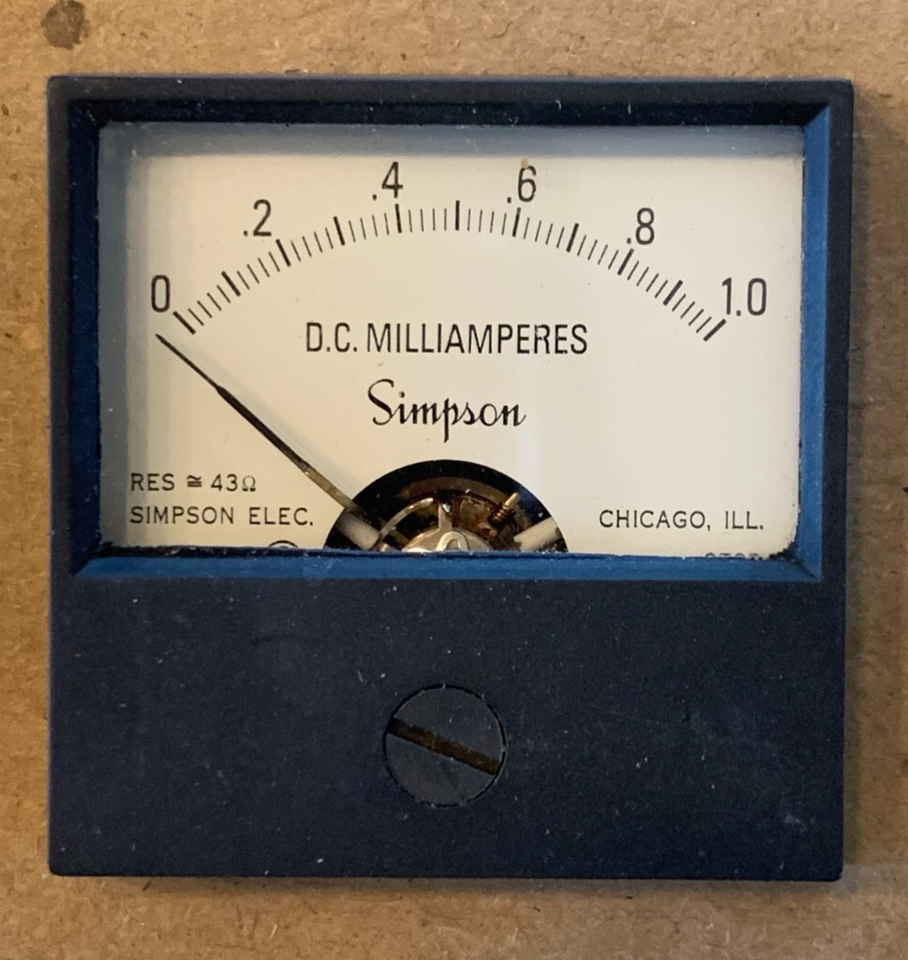 0 .2 .4 .6 .8 1.0
D.C. MILLIAMPERES
Simpson
RES ≅ 43Ω
SIMPSON ELEC. CHICAGO, ILL.